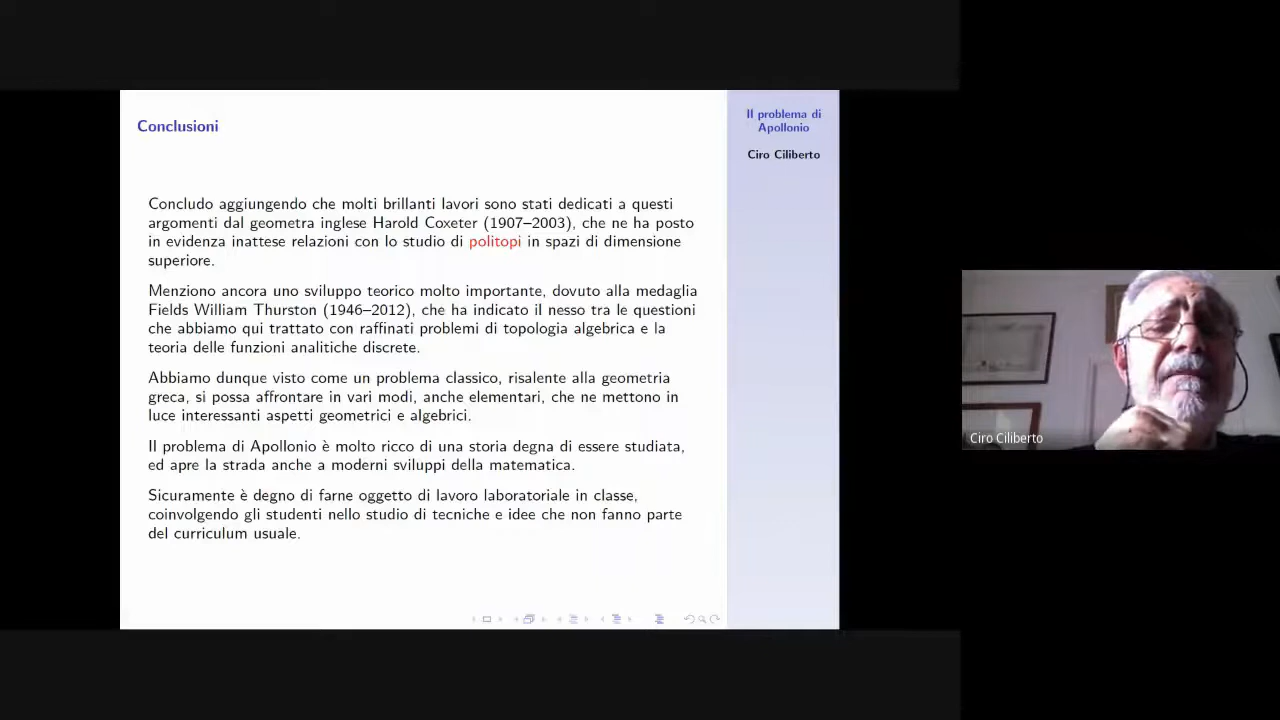 Conclusioni
Concludo aggiungendo che molti brillanti lavori sono stati dedicati a questi
argomenti dal geometra inglese Harold Coxeter (1907–2003), che ne ha posto
in evidenza inattese relazioni con lo studio di politopi in spazi di dimensione
superiore.
Menziono ancora uno sviluppo teorico molto importante, dovuto alla medaglia
Fields William Thurston (1946–2012), che ha indicato il nesso tra le questioni
che abbiamo qui trattato con raffinati problemi di topologia algebrica e la
teoria delle funzioni analitiche discrete.
Abbiamo dunque visto come un problema classico, risalente alla geometria
greca, si possa affrontare in vari modi, anche elementari, che ne mettono in
luce interessanti aspetti geometrici e algebrici.
Il problema di Apollonio è molto ricco di una storia degna di essere studiata,
ed apre la strada anche a moderni sviluppi della matematica.
Sicuramente è degno di farne oggetto di lavoro laboratoriale in classe,
coinvolgendo gli studenti nello studio di tecniche e idee che non fanno parte
del curriculum usuale.
Il problema di
Apollonio
Ciro Ciliberto
Ciro Ciliberto